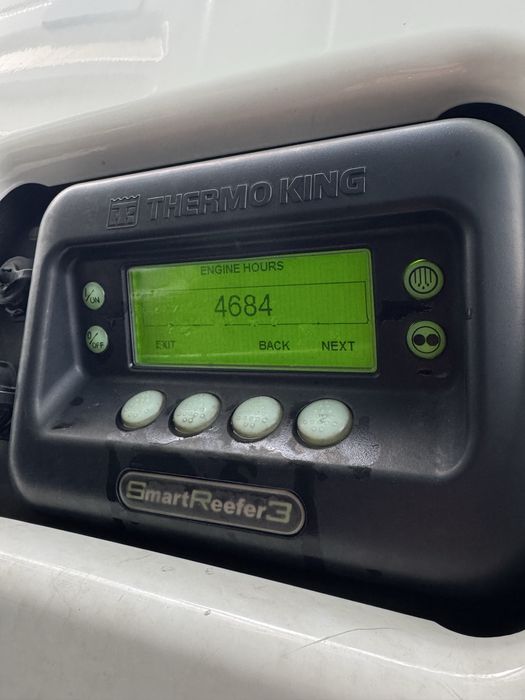 THERMO KING
ENGINE HOURS
4684
EXIT BACK NEXT
I/ON
O/OFF
SmartReefer3